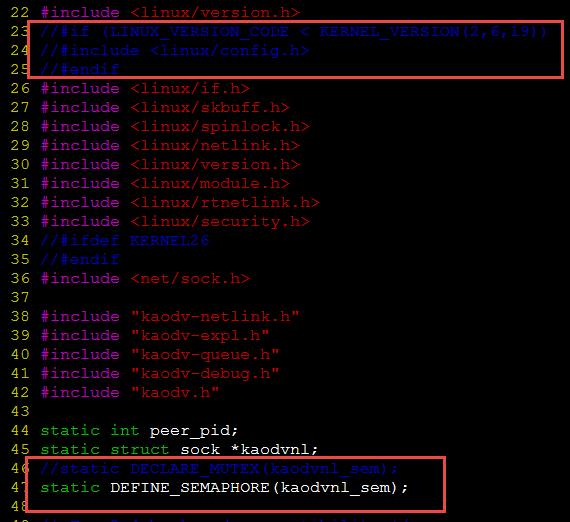 22 #include <linux/version.h>
23 //#if (LINUX_VERSION_CODE < KERNEL_VERSION(2,6,19))
24 //#include <linux/config.h>
25 //#endif
26 #include <linux/if.h>
27 #include <linux/skbuff.h>
28 #include <linux/spinlock.h>
29 #include <linux/netlink.h>
30 #include <linux/version.h>
31 #include <linux/module.h>
32 #include <linux/rtnetlink.h>
33 #include <linux/security.h>
34 //#ifdef KERNEL26
35 //#endif
36 #include <net/sock.h>
37
38 #include "kaodv-netlink.h"
39 #include "kaodv-expl.h"
40 #include "kaodv-queue.h"
41 #include "kaodv-debug.h"
42 #include "kaodv.h"
43
44 static int peer_pid;
45 static struct sock *kaodvnl;
46 //static DECLARE_MUTEX(kaodvnl_sem);
47 static DEFINE_SEMAPHORE(kaodvnl_sem);
48